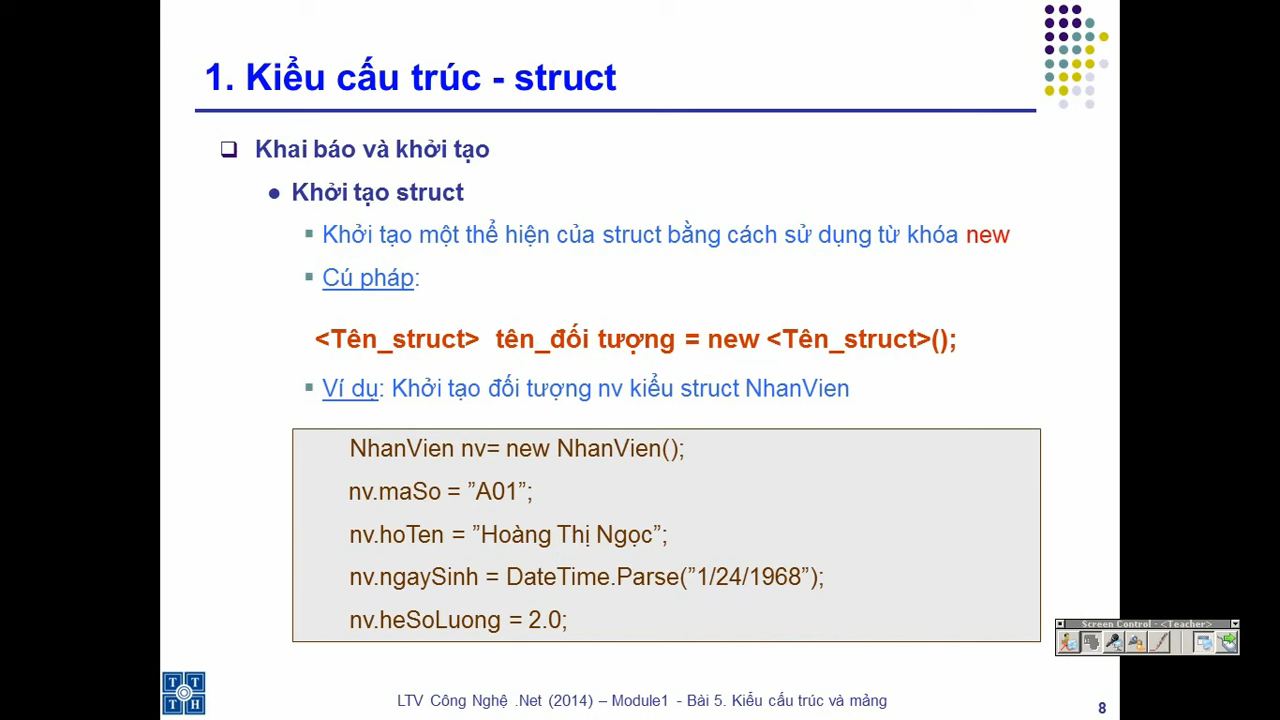 1. Kiểu cấu trúc - struct
Khai báo và khởi tạo
Khởi tạo struct
Khởi tạo một thể hiện của struct bằng cách sử dụng từ khóa new
Cú pháp:
<Tên_struct> tên_đối tượng = new <Tên_struct>();
Ví dụ: Khởi tạo đối tượng nv kiểu struct NhanVien
NhanVien nv= new NhanVien();
nv.maSo = ”A01”;
nv.hoTen = ”Hoàng Thị Ngọc”;
nv.ngaySinh = DateTime.Parse(”1/24/1968”);
nv.heSoLuong = 2.0;
Screen Control - <Teacher>
T T
T H
LTV Công Nghệ .Net (2014) – Module1 - Bài 5. Kiểu cấu trúc và mảng
8